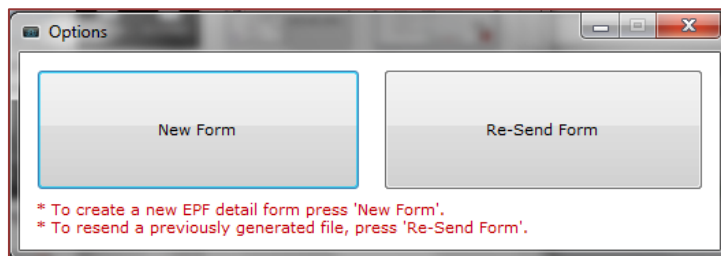 Options
New Form
Re-Send Form
* To create a new EPF detail form press 'New Form'.
* To resend a previously generated file, press 'Re-Send Form'.